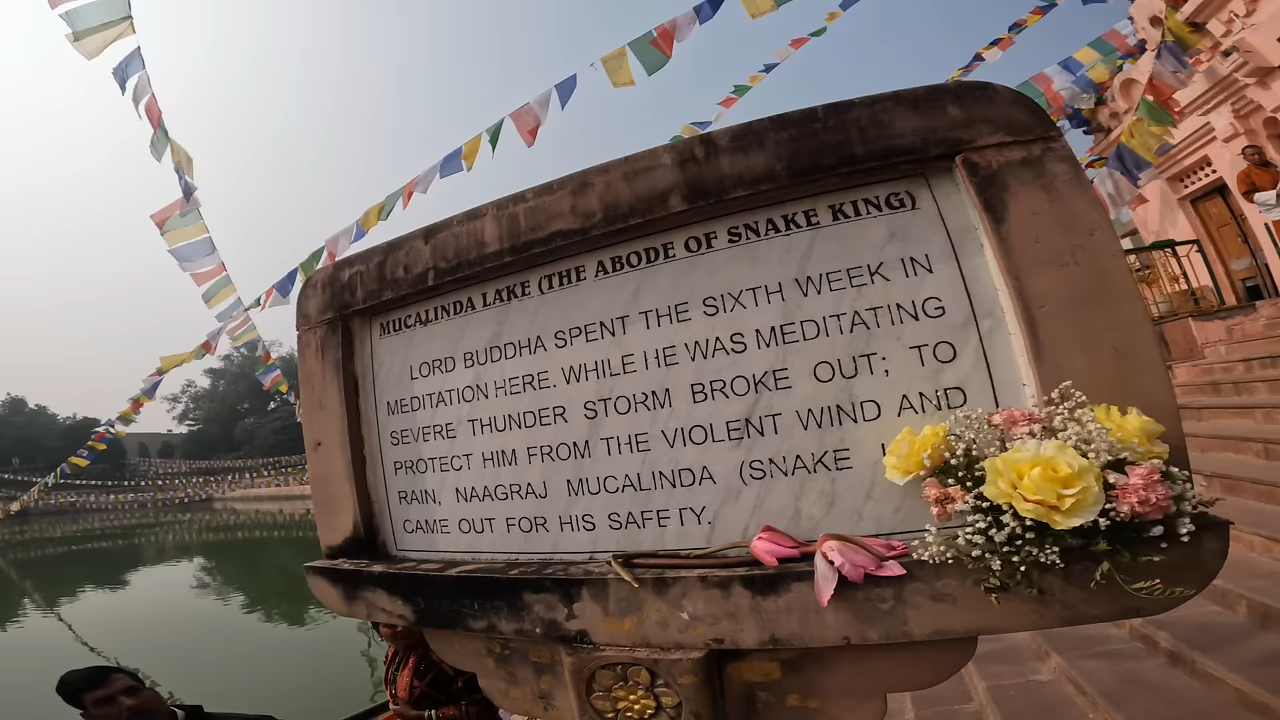 MUCALINDA LAKE (THE ABODE OF SNAKE KING)
LORD BUDDHA SPENT THE SIXTH WEEK IN
MEDITATION HERE. WHILE HE WAS MEDITATING
SEVERE THUNDER STORM BROKE OUT; TO
PROTECT HIM FROM THE VIOLENT WIND AND
RAIN, NAAGRAJ MUCALINDA (SNAKE
CAME OUT FOR HIS SAFETY.